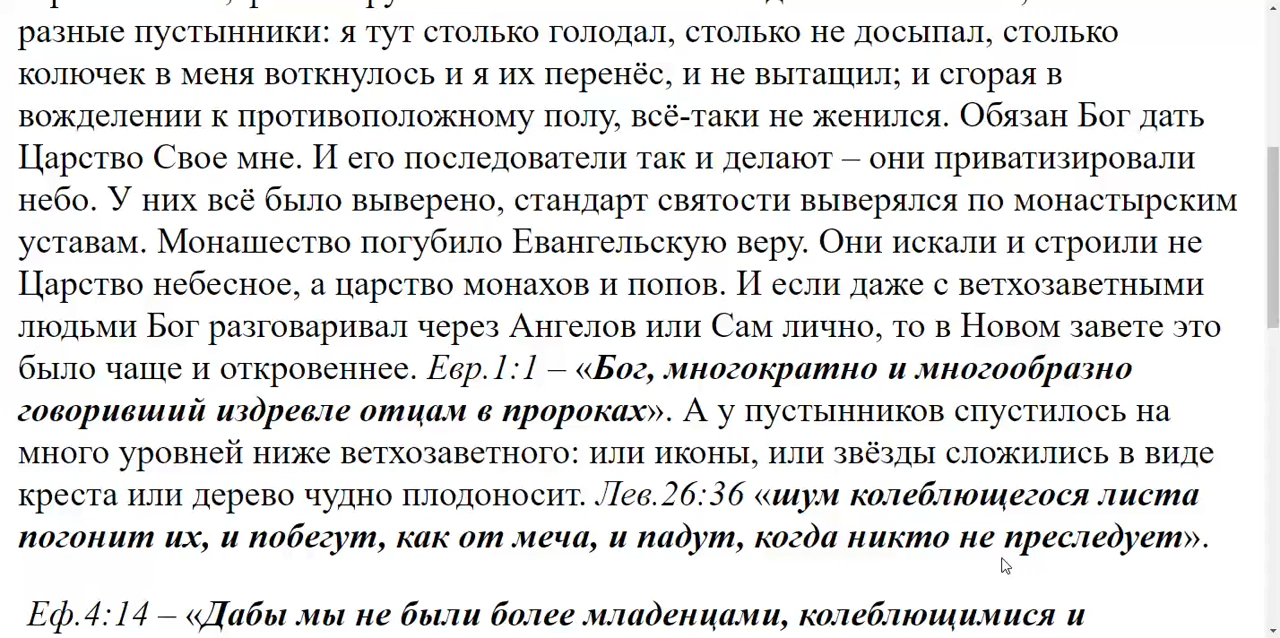 разные пустынники: я тут столько голодал, столько не досыпал, столько
колючек в меня воткнулось и я их перенёс, и не вытащил; и сгорая в
вожделении к противоположному полу, всё-таки не женился. Обязан Бог дать
Царство Свое мне. И его последователи так и делают – они приватизировали
небо. У них всё было выверено, стандарт святости выверялся по монастырским
уставам. Монашество погубило Евангельскую веру. Они искали и строили не
Царство небесное, а царство монахов и попов. И если даже с ветхозаветными
людьми Бог разговаривал через Ангелов или Сам лично, то в Новом завете это
было чаще и откровеннее. Евр.1:1 – «Бог, многократно и многообразно
говоривший издревле отцам в пророках». А у пустынников спустилось на
много уровней ниже ветхозаветного: или иконы, или звёзды сложились в виде
креста или дерево чудно плодоносит. Лев.26:36 «шум колеблющегося листа
погонит их, и побегут, как от меча, и падут, когда никто не преследует».
Еф.4:14 – «Дабы мы не были более младенцами, колеблющимися и